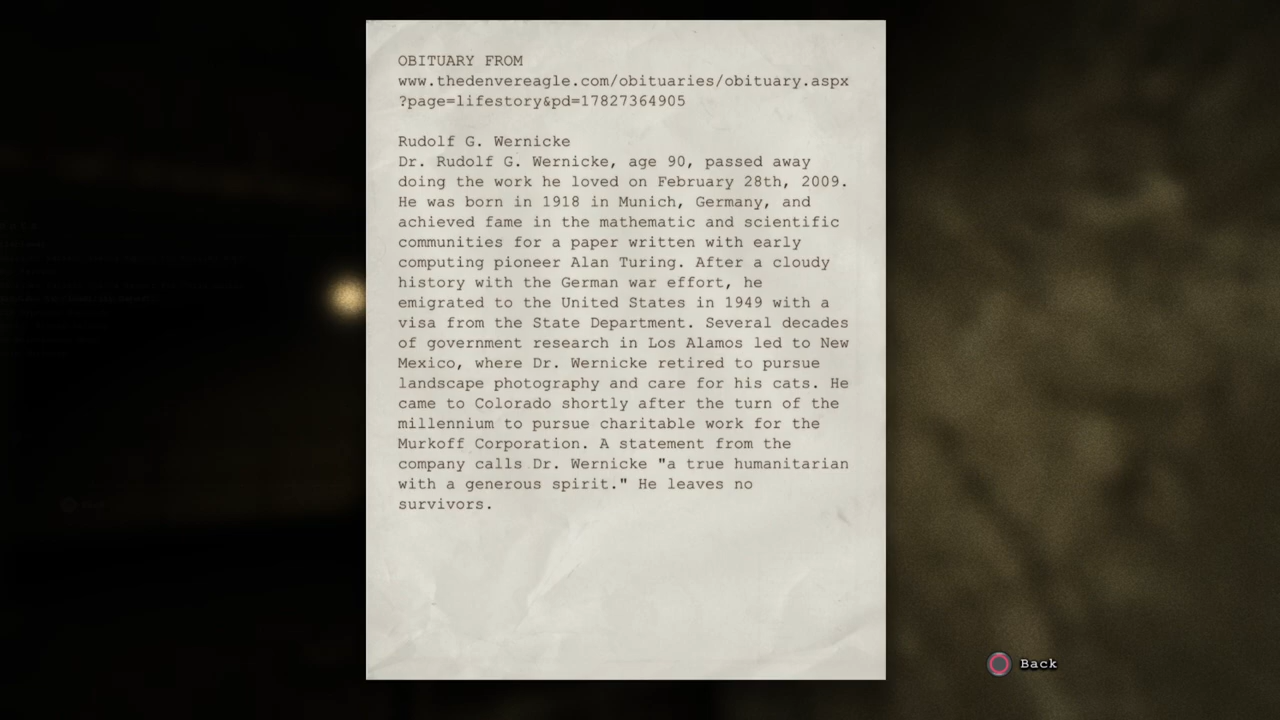 OBITUARY FROM
www.thedenvereagle.com/obituaries/obituary.aspx
?page=lifestory&pd=17827364905
Rudolf G. Wernicke
Dr. Rudolf G. Wernicke, age 90, passed away
doing the work he loved on February 28th, 2009.
He was born in 1918 in Munich, Germany, and
achieved fame in the mathematic and scientific
communities for a paper written with early
computing pioneer Alan Turing. After a cloudy
history with the German war effort, he
emigrated to the United States in 1949 with a
visa from the State Department. Several decades
of government research in Los Alamos led to New
Mexico, where Dr. Wernicke retired to pursue
landscape photography and care for his cats. He
came to Colorado shortly after the turn of the
millennium to pursue charitable work for the
Murkoff Corporation. A statement from the
company calls Dr. Wernicke "a true humanitarian
with a generous spirit." He leaves no
survivors.
Back